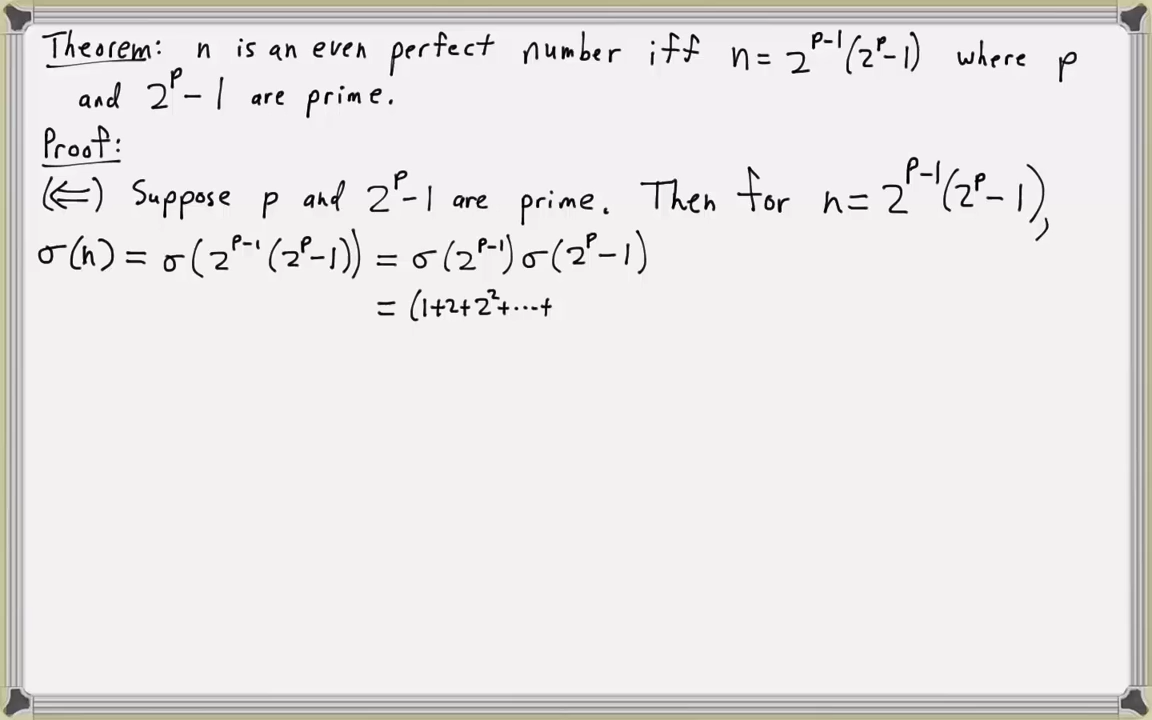 Theorem: n is an even perfect number iff n = 2^{p-1}(2^p - 1) where p
and 2^p - 1 are prime.
Proof:
(⇐) Suppose p and 2^p - 1 are prime. Then for n = 2^{p-1}(2^p - 1),
σ(n) = σ(2^{p-1}(2^p - 1)) = σ(2^{p-1})σ(2^p - 1)
= (1+2+2^2+⋯+